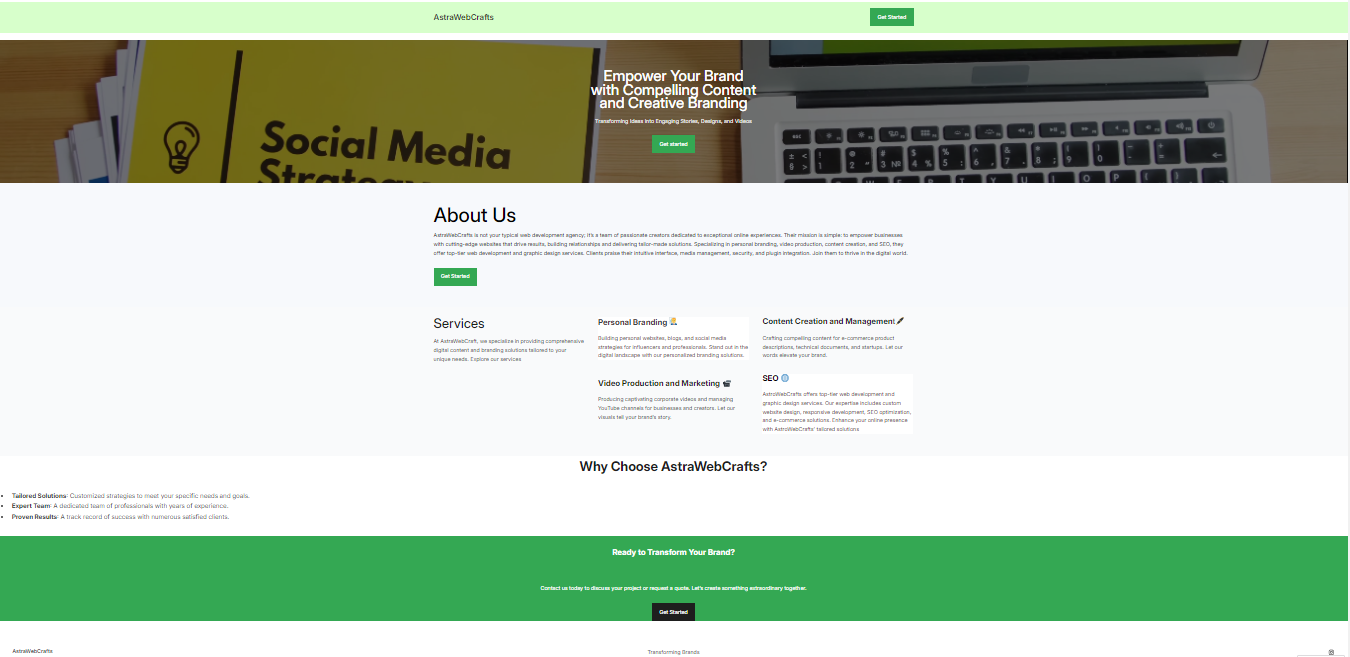 AstraWebCrafts
Get Started
Empower Your Brand
with Compelling Content
and Creative Branding
Transforming Ideas into Engaging Stories, Designs, and Videos
Get started
Social Media
Strategy
About Us
AstraWebCrafts is not your typical web development agency; it's a team of passionate creators dedicated to exceptional online experiences. Their mission is simple: to empower businesses
with cutting-edge websites that drive results, building relationships and delivering tailor-made solutions. Specializing in personal branding, video production, content creation, and SEO, they
offer top-tier web development and graphic design services. Clients praise their intuitive interface, media management, security, and plugin integration. Join them to thrive in the digital world.
Get Started
Services
At AstraWebCraft, we specialize in providing comprehensive
digital content and branding solutions tailored to your
unique needs. Explore our services
Personal Branding
Building personal websites, blogs, and social media
strategies for influencers and professionals. Stand out in the
digital landscape with our personalized branding solutions.
Content Creation and Management
Crafting compelling content for e-commerce product
descriptions, technical documents, and startups. Let our
words elevate your brand.
Video Production and Marketing
Producing captivating corporate videos and managing
YouTube channels for businesses and creators. Let our
visuals tell your brand's story.
SEO
AstroWebCrafts offers top-tier web development and
graphic design services. Our expertise includes custom
website design, responsive development, SEO optimization,
and e-commerce solutions. Enhance your online presence
with AstroWebCrafts' tailored solutions
Why Choose AstraWebCrafts?
• Tailored Solutions: Customized strategies to meet your specific needs and goals.
• Expert Team: A dedicated team of professionals with years of experience.
• Proven Results: A track record of success with numerous satisfied clients.
Ready to Transform Your Brand?
Contact us today to discuss your project or request a quote. Let's create something extraordinary together.
Get Started
AstraWebCrafts
Transforming Brands